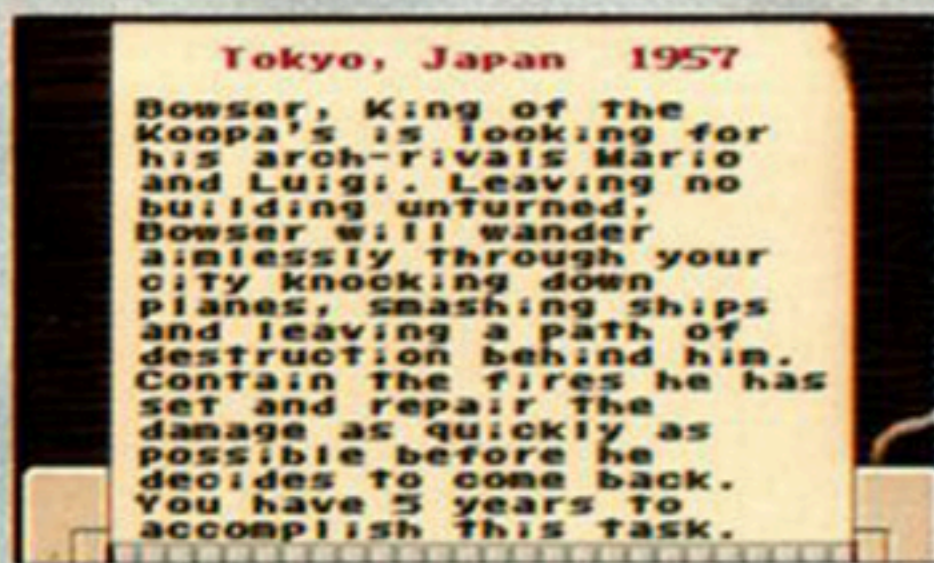 Tokyo, Japan 1957
Bowser, King of the
Koopa's is looking for
his arch-rivals Mario
and Luigi. Leaving no
building unturned,
Bowser will wander
aimlessly through your
city knocking down
planes, smashing ships
and leaving a path of
destruction behind him.
Contain the fires he has
set and repair the
damage as quickly as
possible before he
decides to come back.
You have 5 years to
accomplish this task.